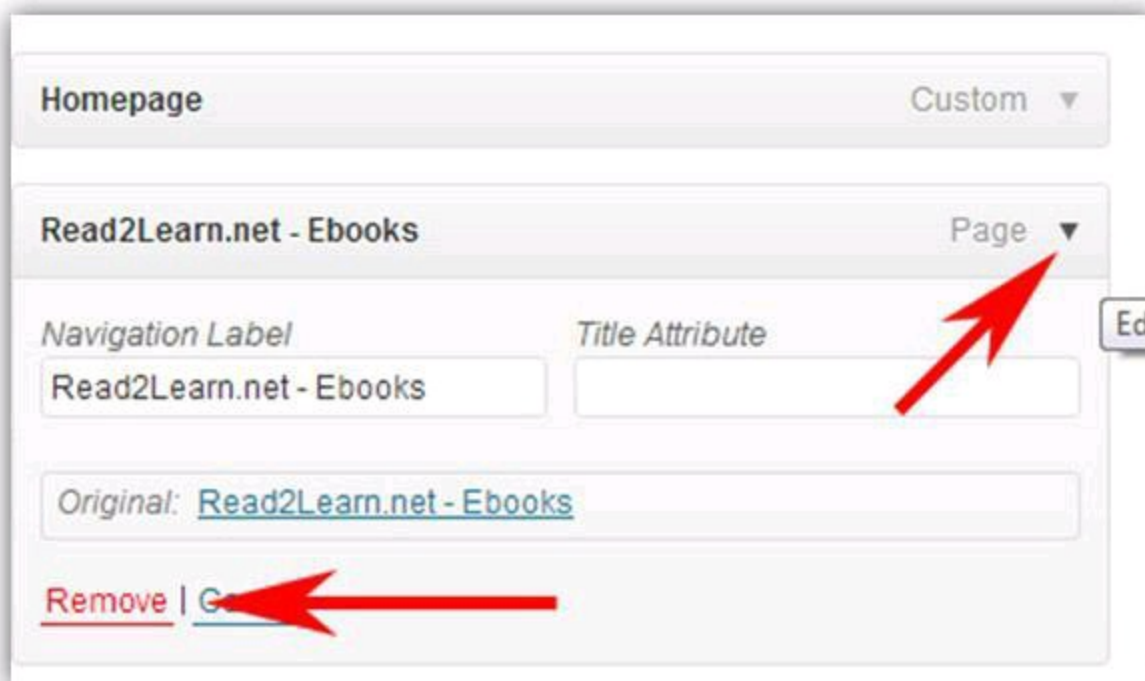 Homepage Custom
Read2Learn.net - Ebooks Page
Navigation Label Title Attribute
Read2Learn.net - Ebooks
Original: Read2Learn.net - Ebooks
Remove |